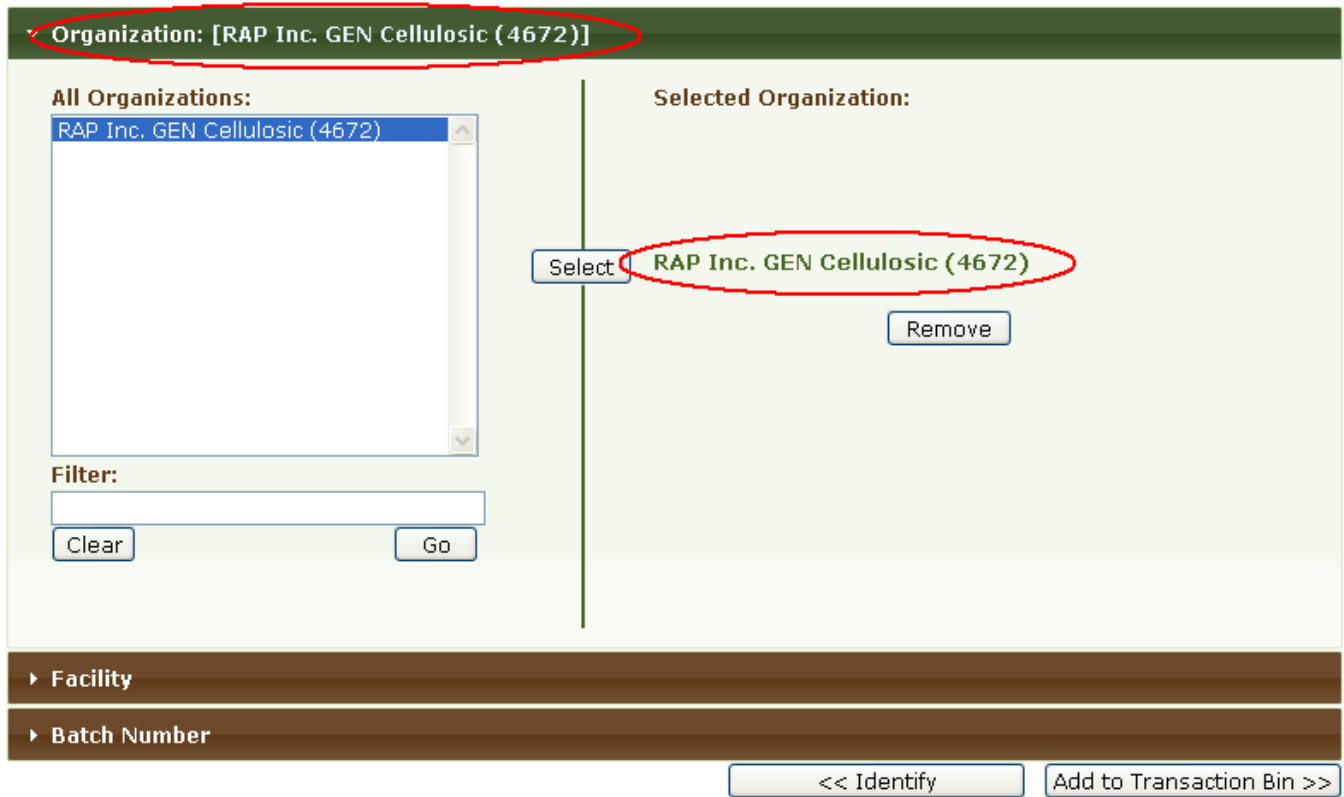 Organization: [RAP Inc. GEN Cellulosic (4672)]
All Organizations:
RAP Inc. GEN Cellulosic (4672)
Filter:
Clear
Go
Select
Selected Organization:
RAP Inc. GEN Cellulosic (4672)
Remove
Facility
Batch Number
<< Identify
Add to Transaction Bin >>